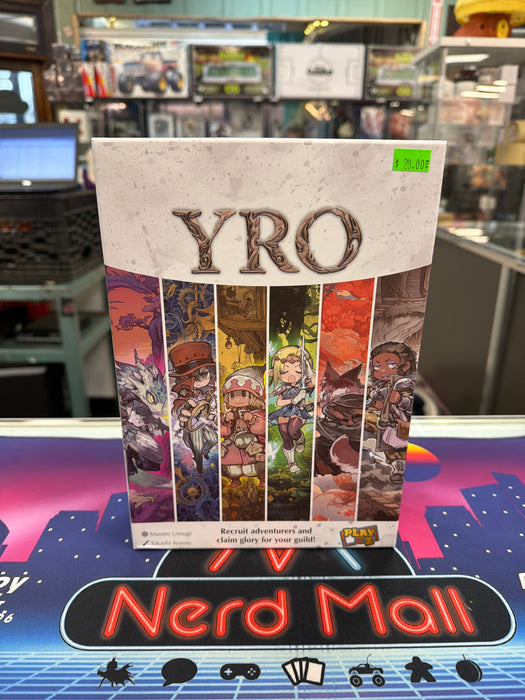 $ 20.00
YRO
Masato Uesugi
Takashi Konno
Recruit adventurers and
claim glory for your guild!
PLAY
Nerd Mall